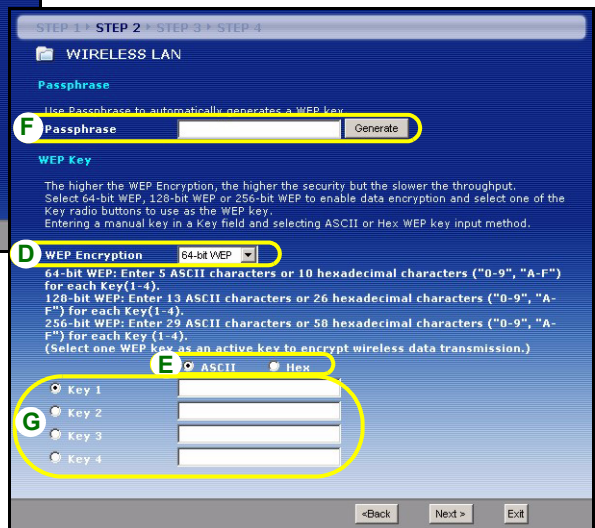 STEP 1 STEP 2 STEP 3 STEP 4
WIRELESS LAN
Passphrase
Use Passphrase to automatically generates a WEP key
F Passphrase Generate
WEP Key
The higher the WEP Encryption, the higher the security but the slower the throughput.
Select 64-bit WEP, 128-bit WEP or 256-bit WEP to enable data encryption and select one of the
Key radio buttons to use as the WEP key.
Entering a manual key in a Key field and selecting ASCII or Hex WEP key input method.
D WEP Encryption 64-bit WEP
64-bit WEP: Enter 5 ASCII characters or 10 hexadecimal characters ("0-9", "A-F")
for each Key(1-4).
128-bit WEP: Enter 13 ASCII characters or 26 hexadecimal characters ("0-9", "A-
F") for each Key(1-4).
256-bit WEP: Enter 29 ASCII characters or 58 hexadecimal characters ("0-9", "A-
F") for each Key (1-4).
(Select one WEP key as an active key to encrypt wireless data transmission.)
E ASCII Hex
Key 1
Key 2
G
Key 3
Key 4
<Back Next > Exit